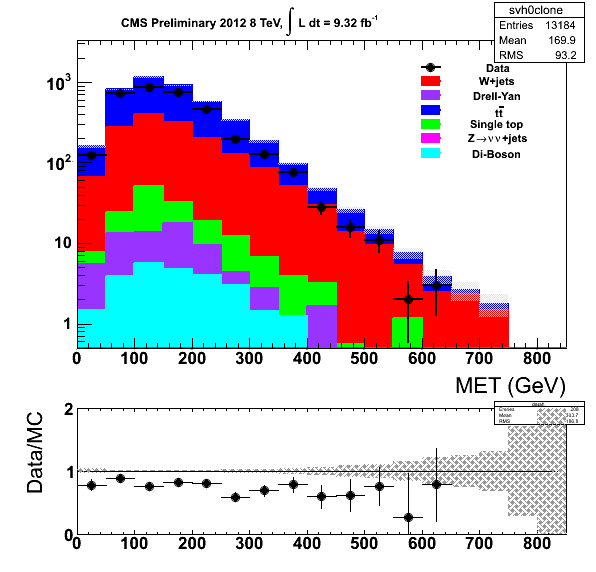 CMS Preliminary 2012 8 TeV, ∫ L dt = 9.32 fb⁻¹
svh0clone
Entries 13184
Mean 169.9
RMS 93.2
Data
W+jets
Drell-Yan
tt̄
Single top
Z→νν+jets
Di-Boson
10³
10²
10
1
0 100 200 300 400 500 600 700 800
MET (GeV)
Data/MC
2
1
0
Entries
Mean
RMS
0 100 200 300 400 500 600 700 800